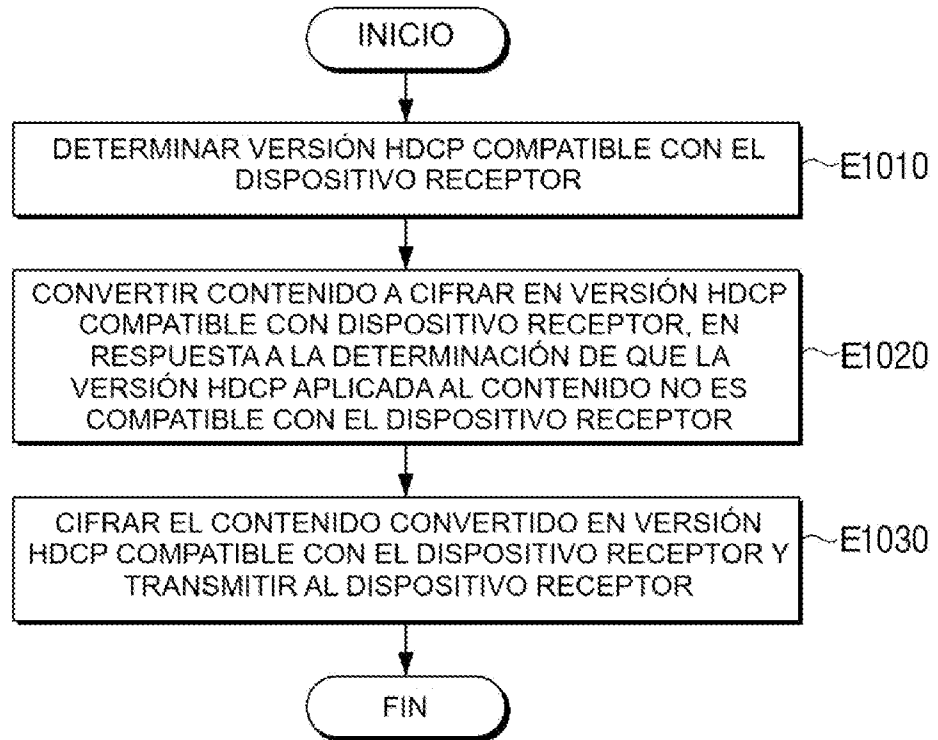 INICIO
DETERMINAR VERSIÓN HDCP COMPATIBLE CON EL
DISPOSITIVO RECEPTOR
E1010
CONVERTIR CONTENIDO A CIFRAR EN VERSIÓN HDCP
COMPATIBLE CON DISPOSITIVO RECEPTOR, EN
RESPUESTA A LA DETERMINACIÓN DE QUE LA
VERSIÓN HDCP APLICADA AL CONTENIDO NO ES
COMPATIBLE CON EL DISPOSITIVO RECEPTOR
E1020
CIFRAR EL CONTENIDO CONVERTIDO EN VERSIÓN
HDCP COMPATIBLE CON EL DISPOSITIVO RECEPTOR Y
TRANSMITIR AL DISPOSITIVO RECEPTOR
E1030
FIN